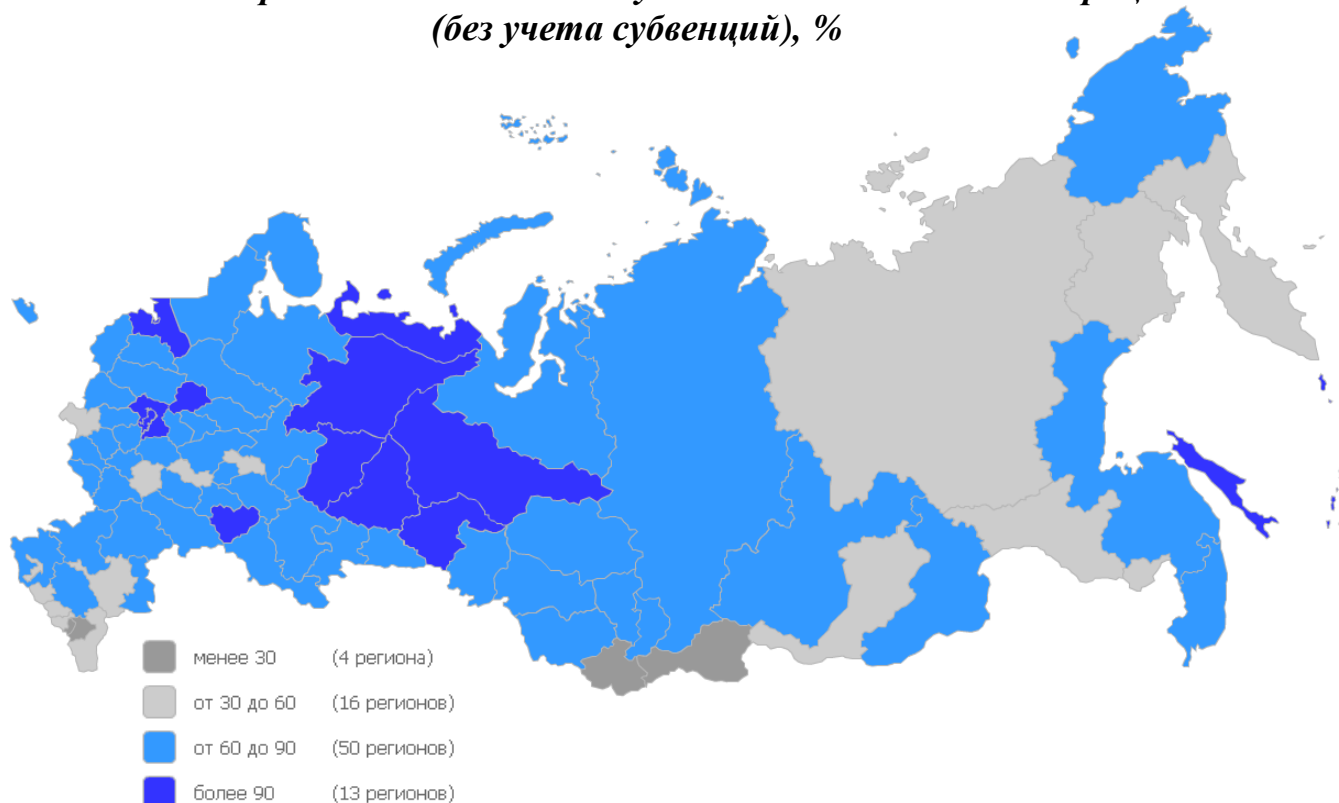 (без учета субвенций), %
менее 30 (4 региона)
от 30 до 60 (16 регионов)
от 60 до 90 (50 регионов)
более 90 (13 регионов)